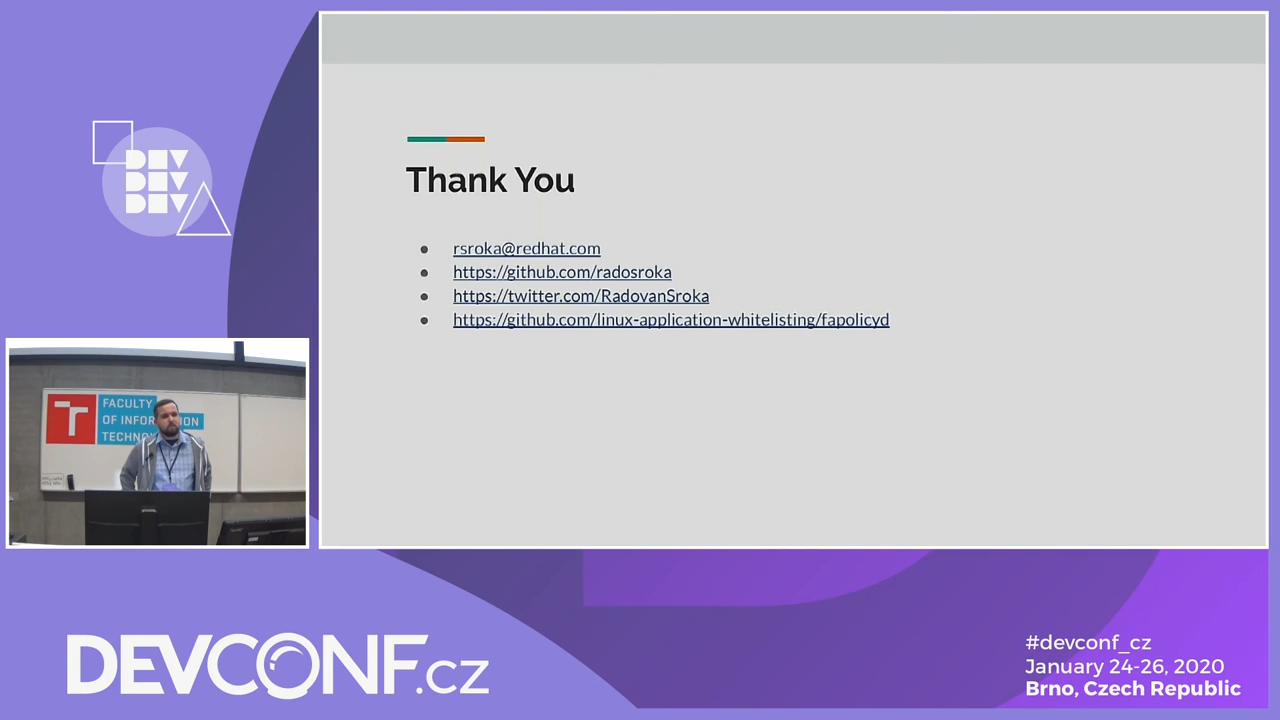 DEV
DEV
DEV
Thank You
rsroka@redhat.com
https://github.com/radosroka
https://twitter.com/RadovanSroka
https://github.com/linux-application-whitelisting/fapolicyd
T
FACULTY
OF INFOR ION
TECHNO
DEVCONF.cz
#devconf_cz
January 24-26, 2020
Brno, Czech Republic